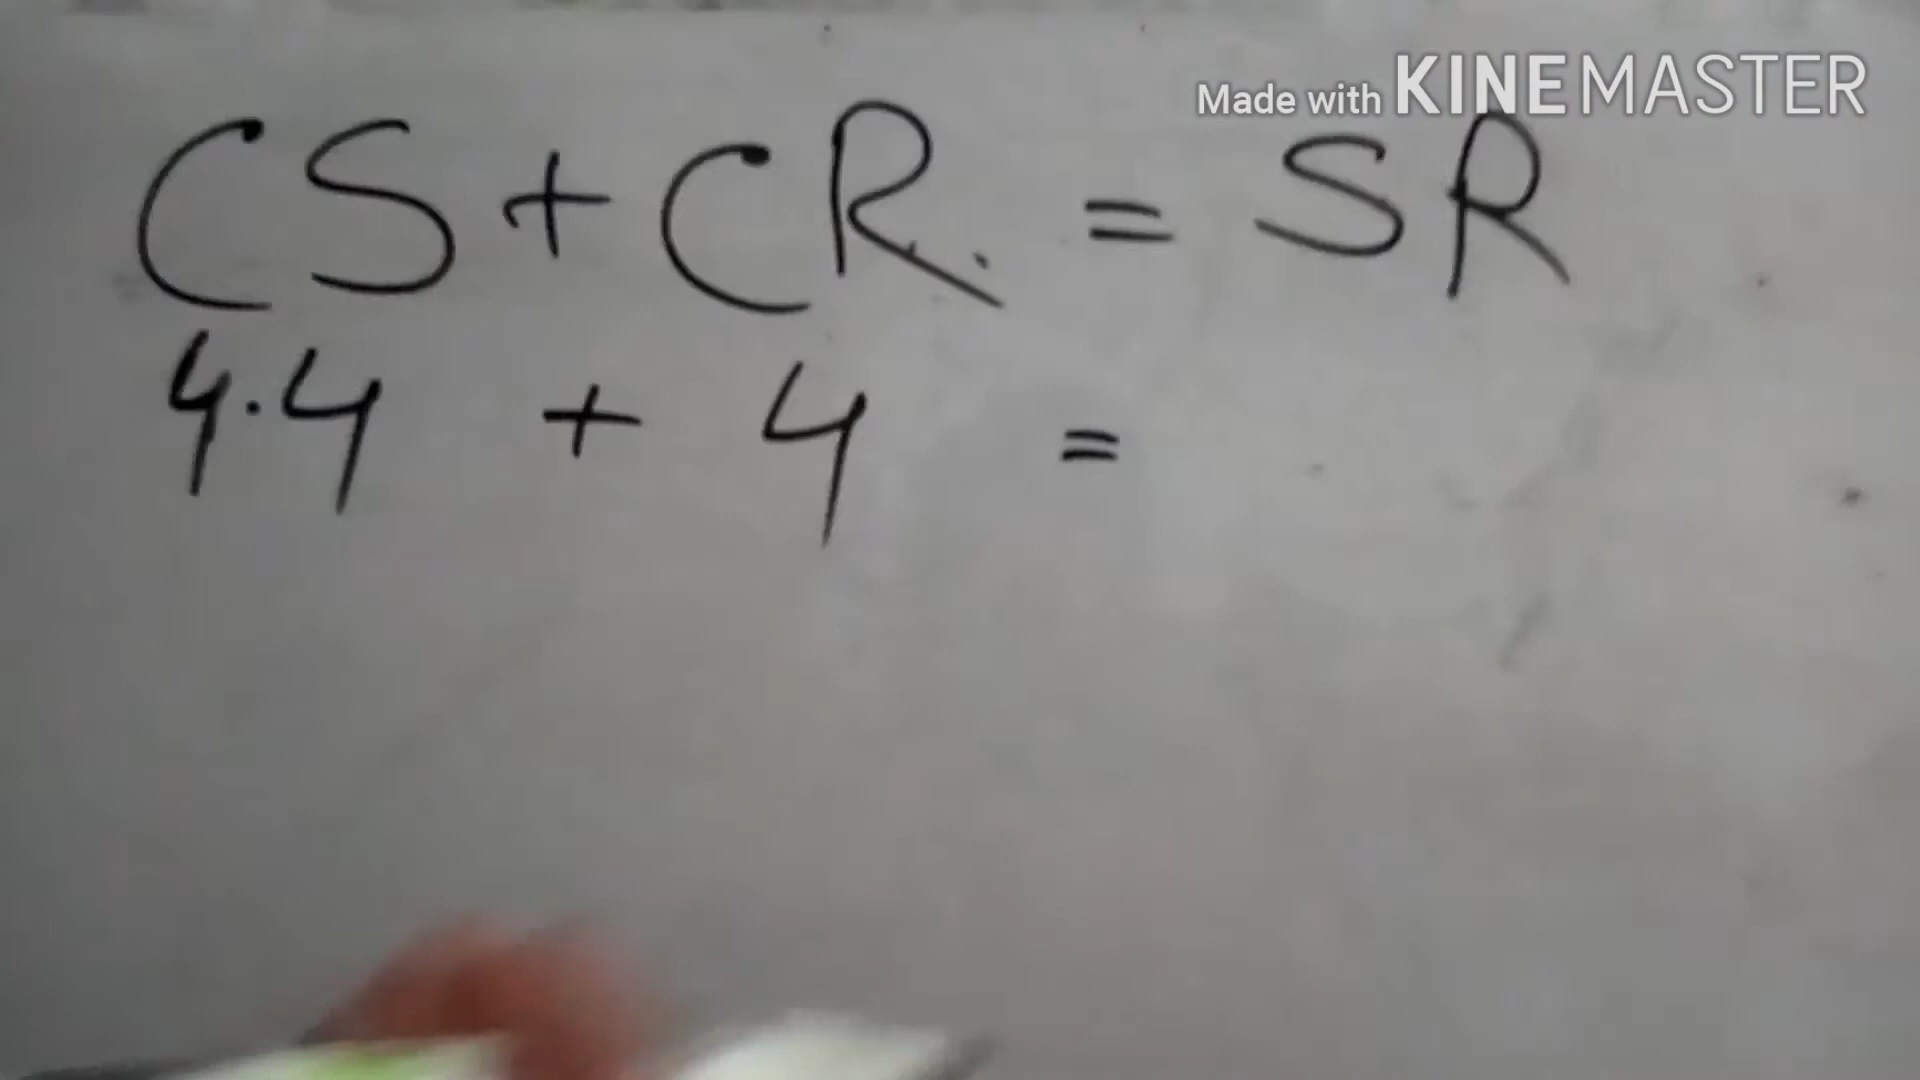 Made with KINEMASTER
CS + CR. = SR
4.4 + 4 =